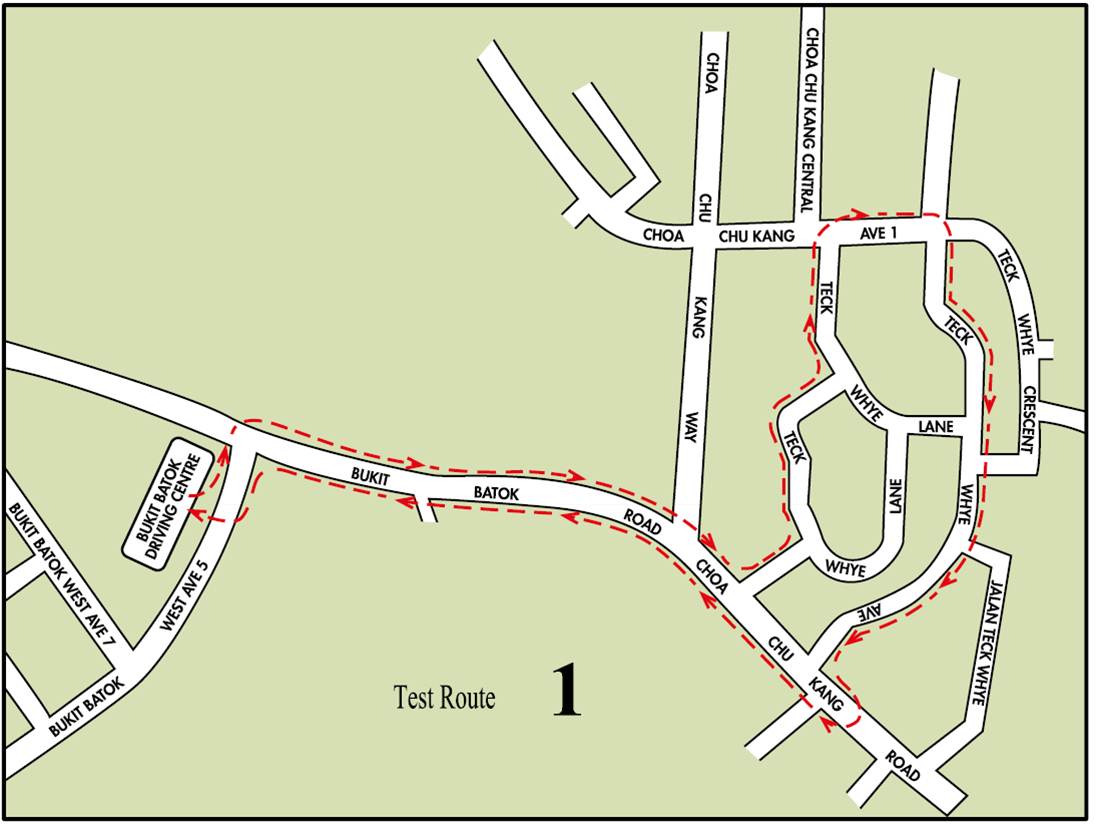 CHOA CHU KANG WAY
CHOA CHU KANG CENTRAL
CHOA CHU KANG AVE 1
TECK WHYE CRESCENT
TECK WHYE LANE
TECK WHYE LANE
TECK WHYE AVE
JALAN TECK WHYE
BUKIT BATOK ROAD
CHOA CHU KANG ROAD
BUKIT BATOK
DRIVING CENTRE
BUKIT BATOK WEST AVE 7
BUKIT BATOK WEST AVE 5
Test Route 1